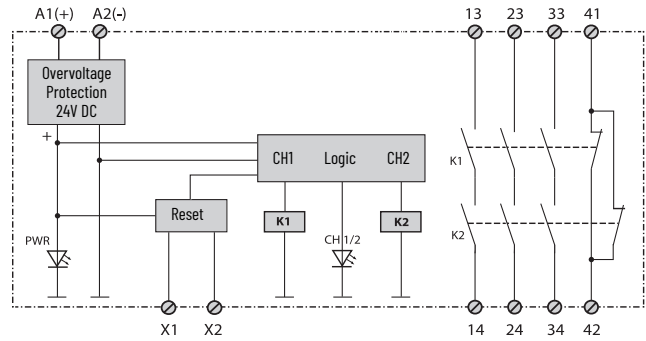 A1(+) A2(-) 13 23 33 41
Overvoltage
Protection
24V DC
+
CH1 Logic CH2
K1
Reset
K1 K2
PWR
CH 1/2
K2
X1 X2 14 24 34 42